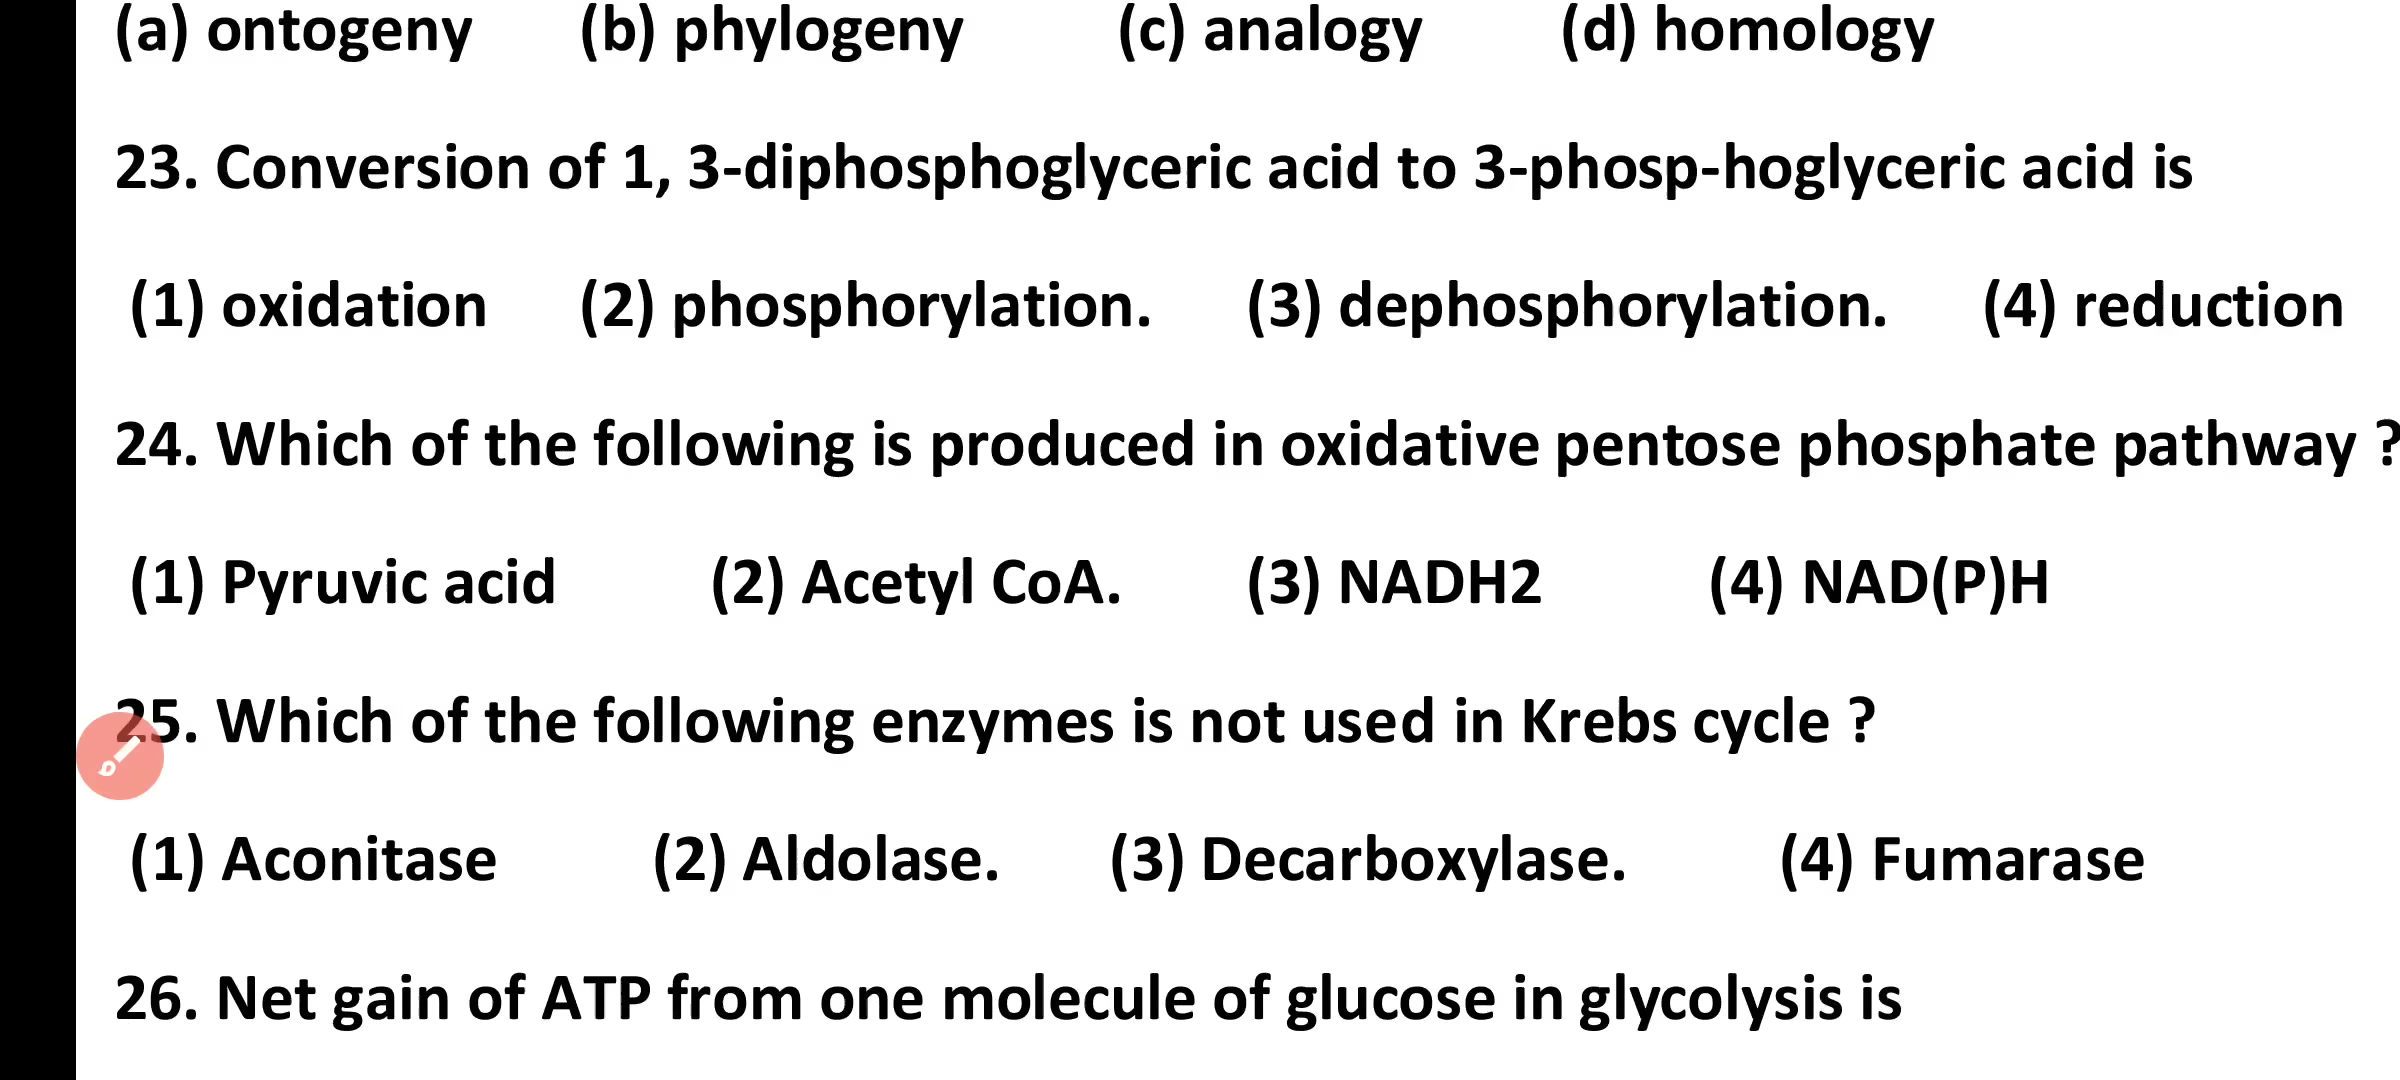 (a) ontogeny (b) phylogeny (c) analogy (d) homology
23. Conversion of 1, 3-diphosphoglyceric acid to 3-phosp-hoglyceric acid is
(1) oxidation (2) phosphorylation. (3) dephosphorylation. (4) reduction
24. Which of the following is produced in oxidative pentose phosphate pathway ?
(1) Pyruvic acid (2) Acetyl CoA. (3) NADH2 (4) NAD(P)H
25. Which of the following enzymes is not used in Krebs cycle ?
(1) Aconitase (2) Aldolase. (3) Decarboxylase. (4) Fumarase
26. Net gain of ATP from one molecule of glucose in glycolysis is